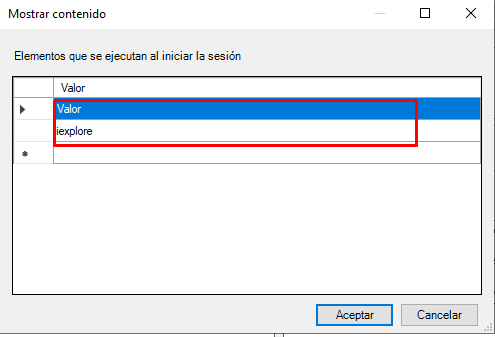 Mostrar contenido
Elementos que se ejecutan al iniciar la sesión
Valor
Valor
iexplore
Aceptar
Cancelar